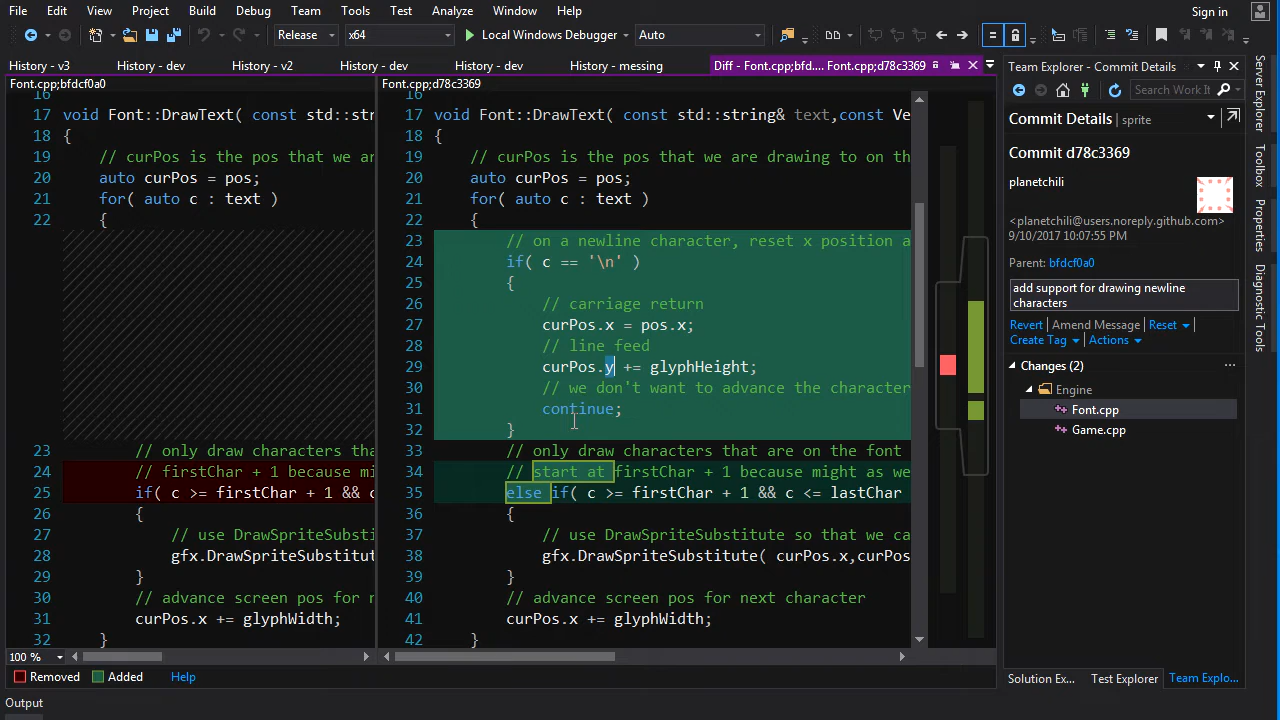 File Edit View Project Build Debug Team Tools Test Analyze Window Help
Sign in
Release x64 Local Windows Debugger Auto
History - v3 History - dev History - v2 History - dev History - dev History - messing Diff - Font.cpp;bfd.... Font.cpp;d78c3369
Font.cpp;bfdcf0a0
16
17 void Font::DrawText( const std::str
18 {
19 // curPos is the pos that we ar
20 auto curPos = pos;
21 for( auto c : text )
22 {
23 // only draw characters tha
24 // firstChar + 1 because mi
25 if( c >= firstChar + 1 && c
26 {
27 // use DrawSpriteSubsti
28 gfx.DrawSpriteSubstitut
29 }
30 // advance screen pos for n
31 curPos.x += glyphWidth;
32 }
100 %
Font.cpp;d78c3369
16
17 void Font::DrawText( const std::string& text,const Ve
18 {
19 // curPos is the pos that we are drawing to on th
20 auto curPos = pos;
21 for( auto c : text )
22 {
23 // on a newline character, reset x position a
24 if( c == '\n' )
25 {
26 // carriage return
27 curPos.x = pos.x;
28 // line feed
29 curPos.y += glyphHeight;
30 // we don't want to advance the character
31 continue;
32 }
33 // only draw characters that are on the font
34 // start at firstChar + 1 because might as we
35 else if( c >= firstChar + 1 && c <= lastChar
36 {
37 // use DrawSpriteSubstitute so that we ca
38 gfx.DrawSpriteSubstitute( curPos.x,curPos
39 }
40 // advance screen pos for next character
41 curPos.x += glyphWidth;
42 }
Removed Added Help
Output
Team Explorer - Commit Details
Search Work It
Commit Details | sprite
Commit d78c3369
planetchili
<planetchili@users.noreply.github.com>
9/10/2017 10:07:55 PM
Parent: bfdcf0a0
add support for drawing newline
characters
Revert | Amend Message | Reset
Create Tag | Actions
Changes (2)
Engine
Font.cpp
Game.cpp
Solution Ex... Test Explorer Team Explo...
Server Explorer
Toolbox
Properties
Diagnostic Tools